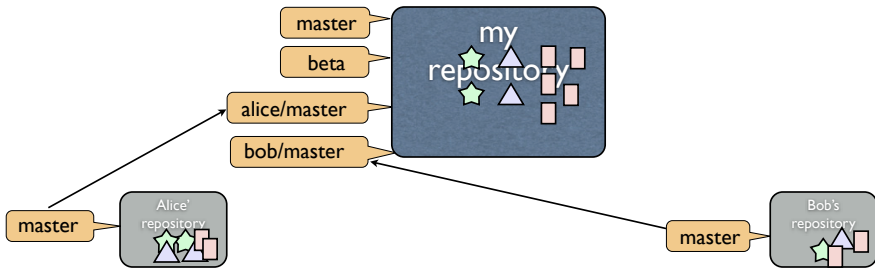 master
my
repository
beta
alice/master
bob/master
master
Alice'
repository
master
Bob's
repository